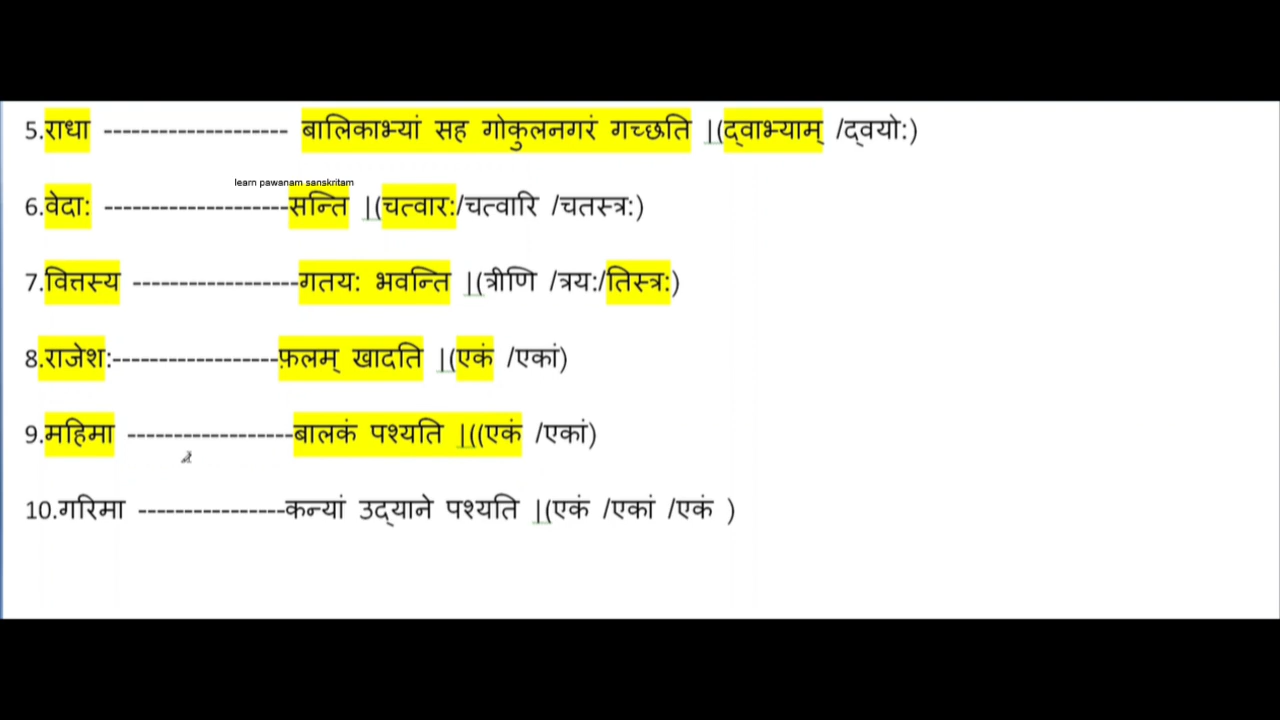 5.राधा -------------------- बालिकाभ्यां सह गोकुलनगरं गच्छति |(द्‌वाभ्याम् /द्‌वयो:)
learn pawanam sanskritam
6.वेदा: --------------------सन्ति |(चत्वार:/चत्वारि /चतस्त्र:)
7.वित्तस्य ------------------गतय: भवन्ति |(त्रीणि /त्रय:/तिस्त्र:)
8.राजेश:------------------फ़लम् खादति |(एकं /एकां)
9.महिमा ------------------बालकं पश्यति |((एकं /एकां)
10.गरिमा ----------------कन्यां उद्‌याने पश्यति |(एकं /एकां /एकं )